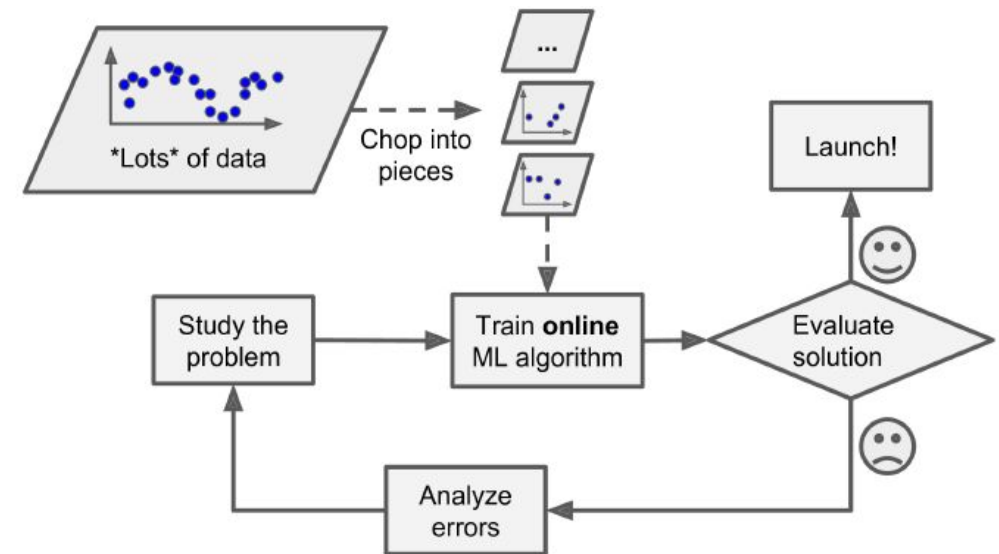 ...
*Lots* of data
Chop into
pieces
Launch!
Study the
problem
Train online
ML algorithm
Evaluate
solution
Analyze
errors